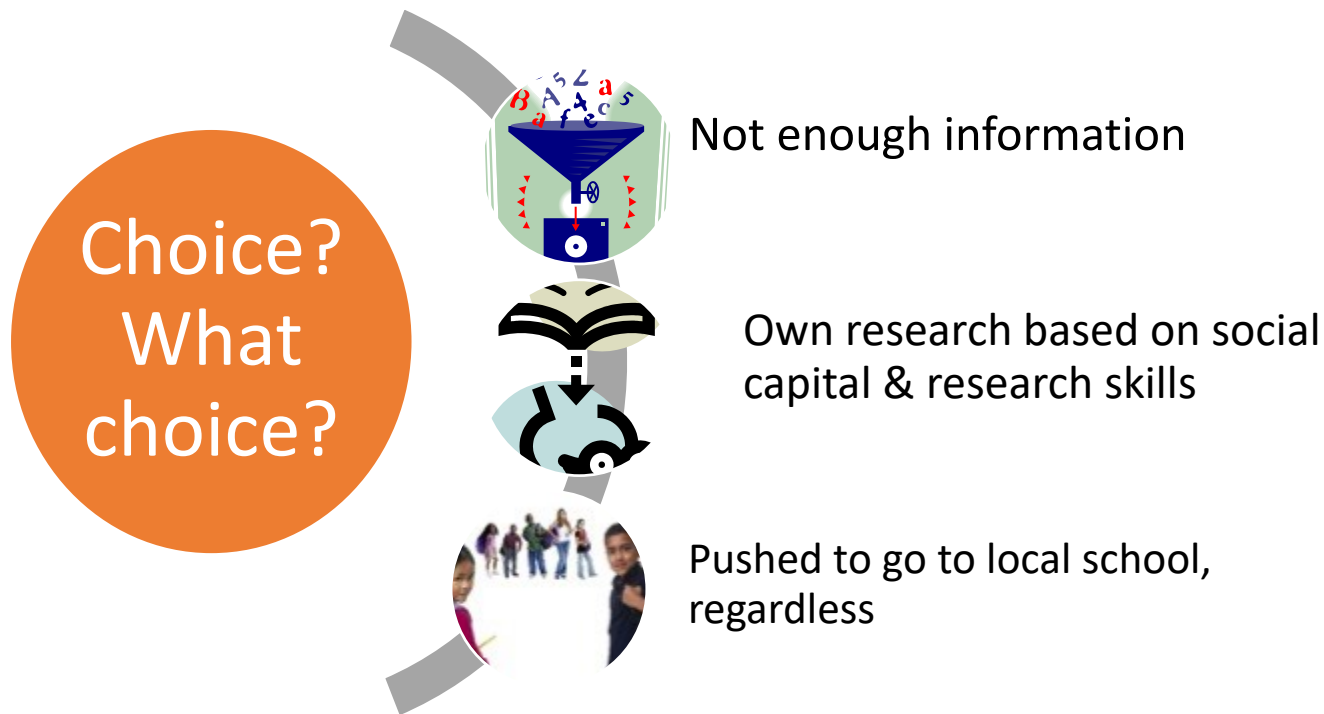 Choice?
What
choice?
Not enough information
Own research based on social
capital & research skills
Pushed to go to local school,
regardless